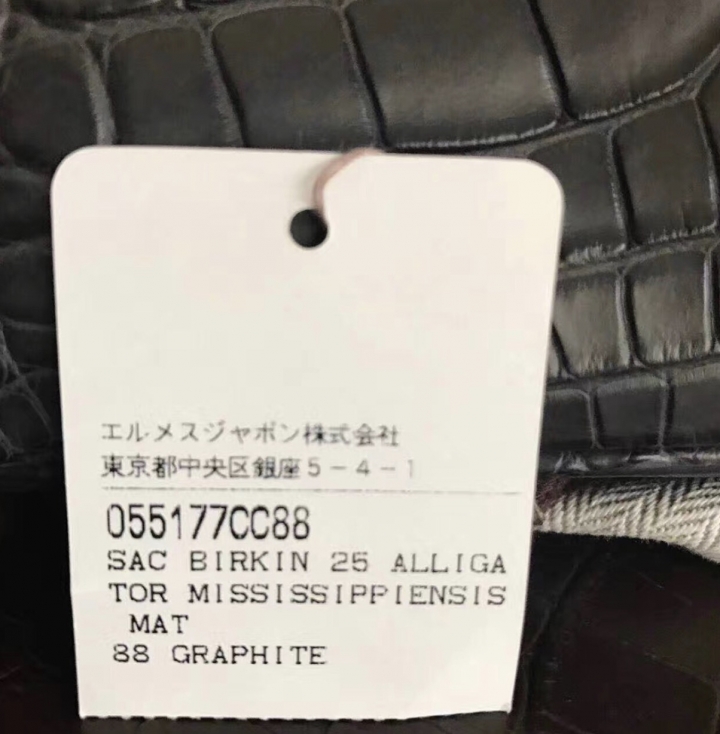 エルメスジャポン株式会社
東京都中央区銀座5-4-1
055177CC88
SAC BIRKIN 25 ALLIGA
TOR MISSISSIPPIENSIS
MAT
88 GRAPHITE